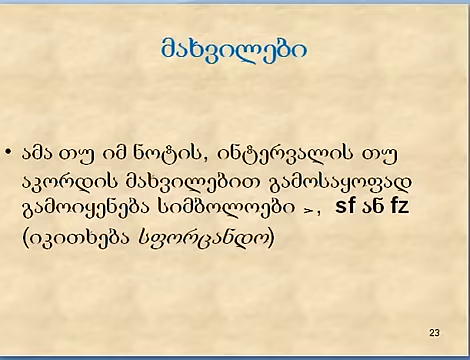 მახვილები
• ამა თუ იმ ნოტის, ინტერვალის თუ
აკორდის მახვილებით გამოსაყოფად
გამოიყენება სიმბოლოები >, sf ან fz
(იკითხება სფორცანდო)
23